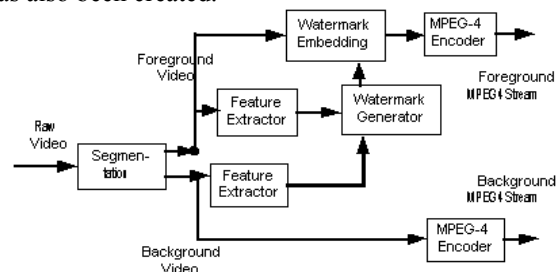 as also been created.
Watermark
Embedding
MPEG-4
Encoder
Foreground
Video
Foreground
MPEG4 Stream
Feature
Extractor
Watermark
Generator
Raw
Video
Segmen-
tation
Feature
Extractor
Background
MPEG4 Stream
MPEG-4
Encoder
Background
Video